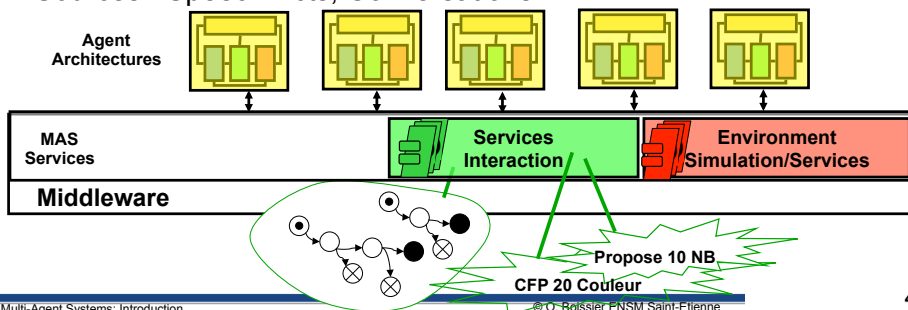 Agent
Architectures
MAS
Services
Services
Interaction
Environment
Simulation/Services
Middleware
Propose 10 NB
CFP 20 Couleur
Multi-Agent Systems: Introduction
© O. Boissier ENSM Saint-Etienne